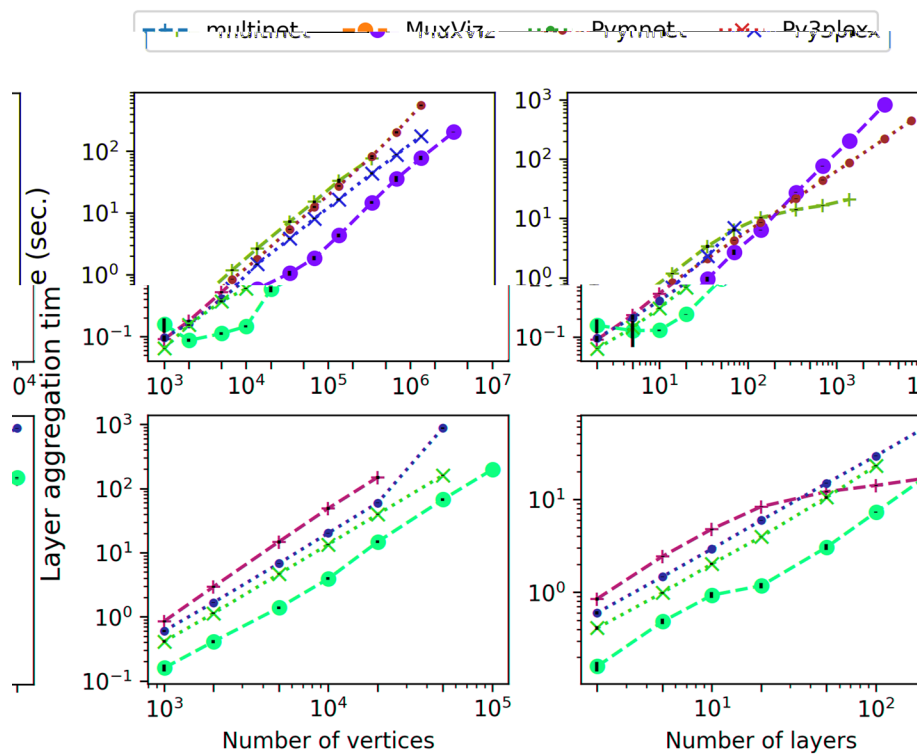 multinet MuxViz Pymnet Py3plex
10³
10² 10²
10¹ 10¹
10⁰ 10⁰
10⁻¹ 10⁻¹
0⁴ 10³ 10⁴ 10⁵ 10⁶ 10⁷ 10¹ 10² 10³
Layer aggregation time (sec.)
10³
10² 10¹
10¹
10⁰ 10⁰
10⁻¹
10³ 10⁴ 10⁵ 10¹ 10²
Number of vertices Number of layers